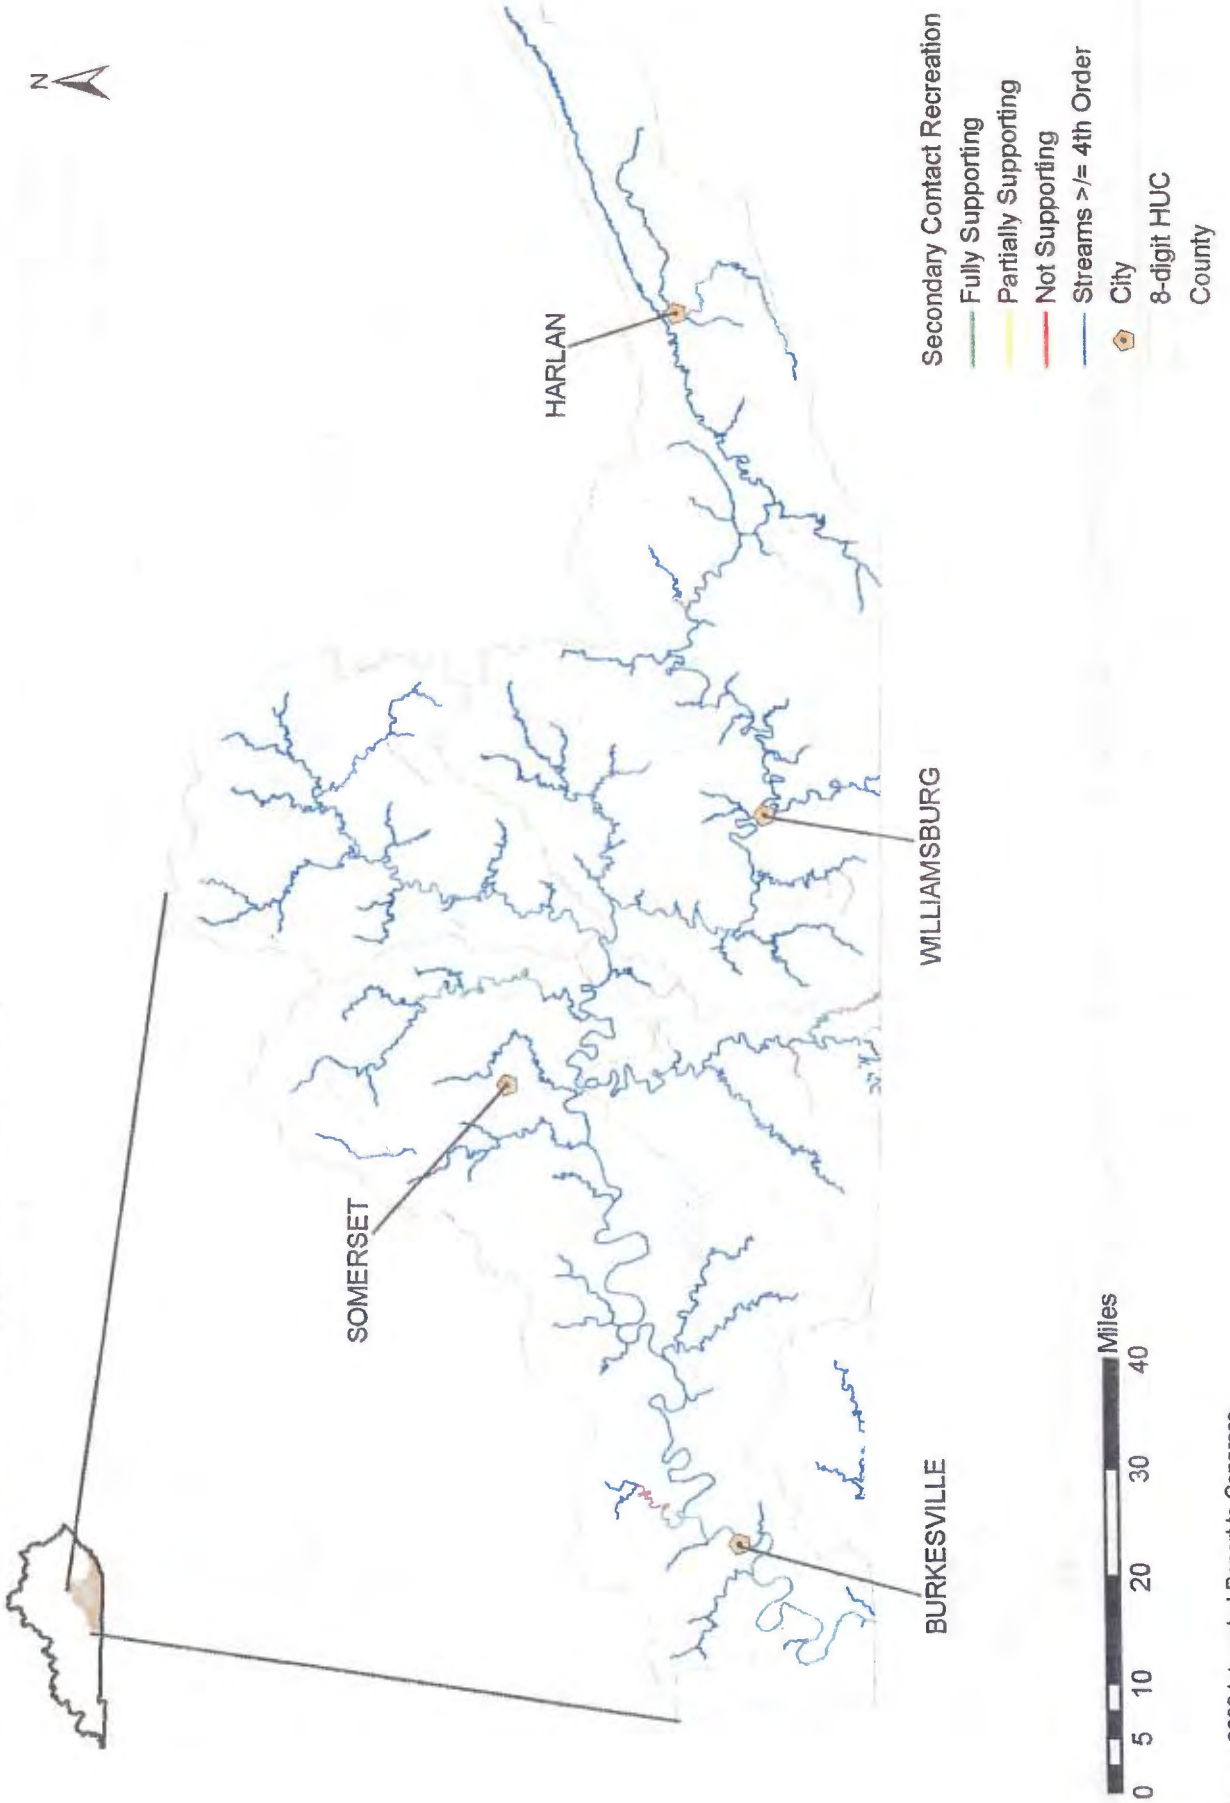 N
HARLAN
SOMERSET
WILLIAMSBURG
BURKESVILLE
Secondary Contact Recreation
Fully Supporting
Partially Supporting
Not Supporting
Streams >/= 4th Order
City
8-digit HUC
County
Miles
0 5 10 20 30 40